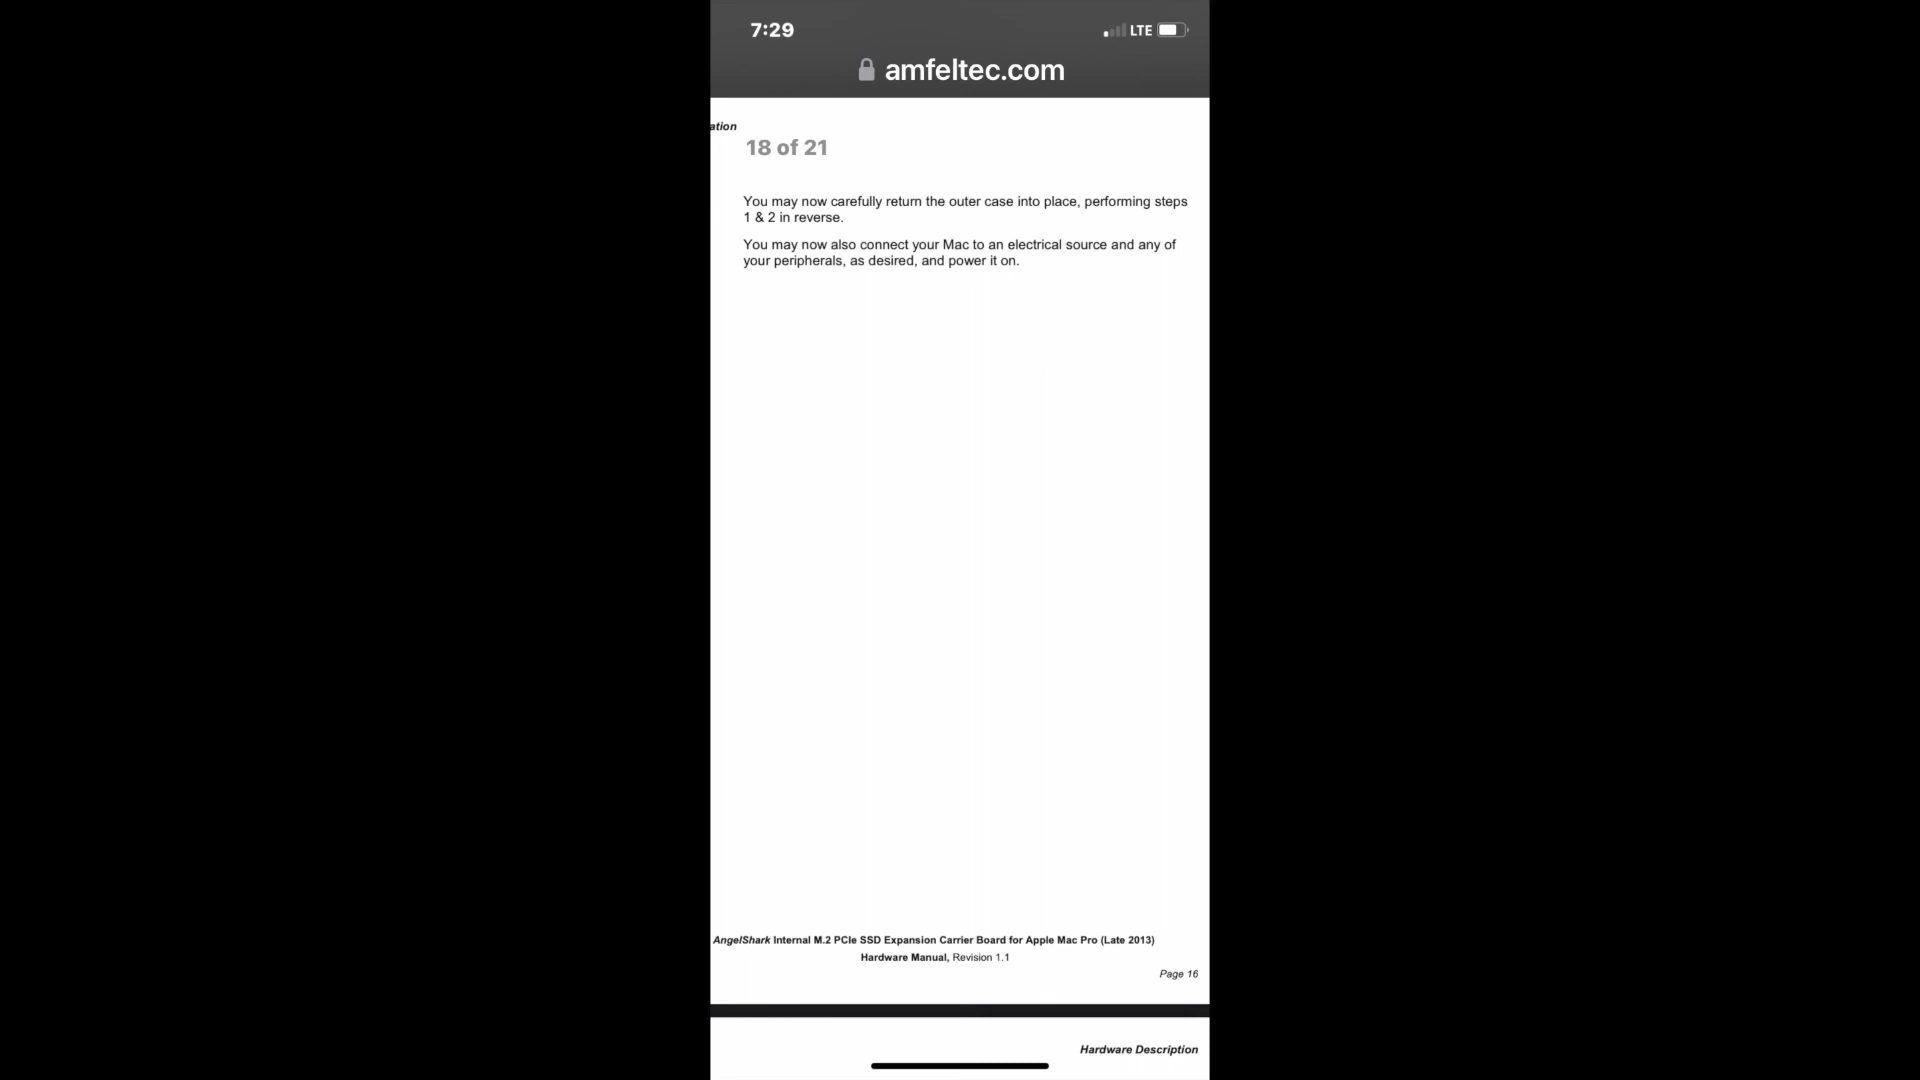 7:29
LTE
amfeltec.com
ation
18 of 21
You may now carefully return the outer case into place, performing steps
1 & 2 in reverse.
You may now also connect your Mac to an electrical source and any of
your peripherals, as desired, and power it on.
AngelShark Internal M.2 PCIe SSD Expansion Carrier Board for Apple Mac Pro (Late 2013)
Hardware Manual, Revision 1.1
Page 16
Hardware Description